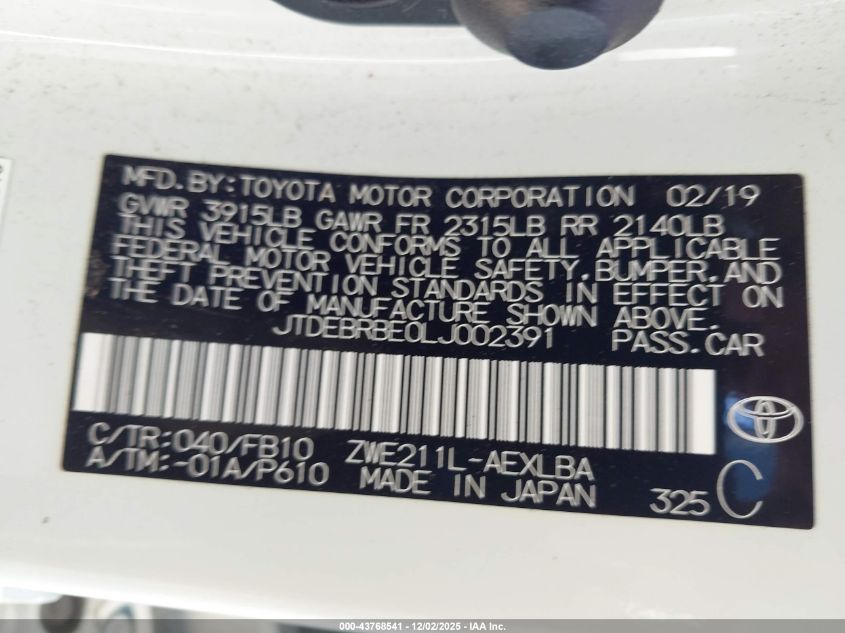 MFD.BY:TOYOTA MOTOR CORPORATION 02/19
GVWR 3915LB GAWR FR 2315LB RR 2140LB
THIS VEHICLE CONFORMS TO ALL APPLICABLE
FEDERAL MOTOR VEHICLE SAFETY,BUMPER,AND
THEFT PREVENTION STANDARDS IN EFFECT ON
THE DATE OF MANUFACTURE SHOWN ABOVE.
JTDEBRBE0LJ002391 PASS.CAR
C/TR:040/FB10 ZWE211L-AEXLBA
A/TM:-01A/P610 MADE IN JAPAN 325 C
000-43768541 - 12/02/2025 - IAA Inc.